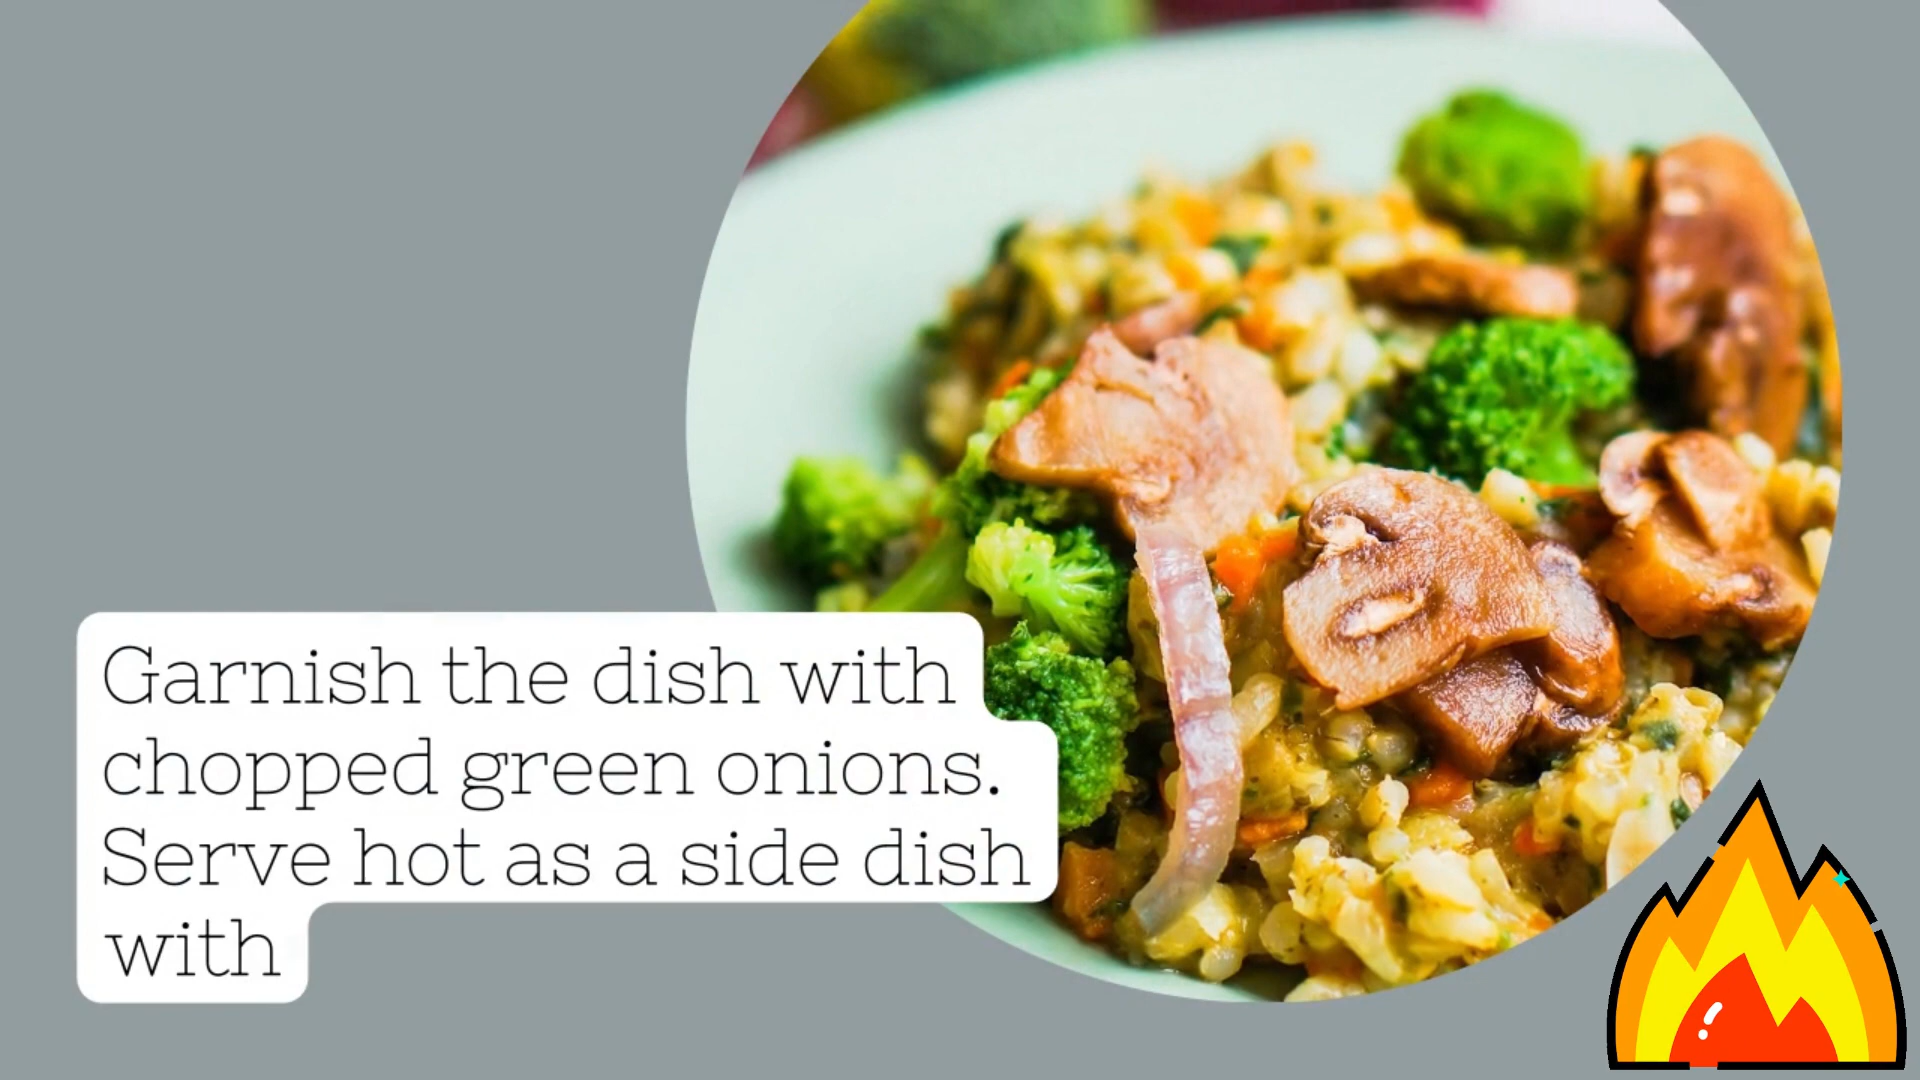 Garnish the dish with
chopped green onions.
Serve hot as a side dish
with